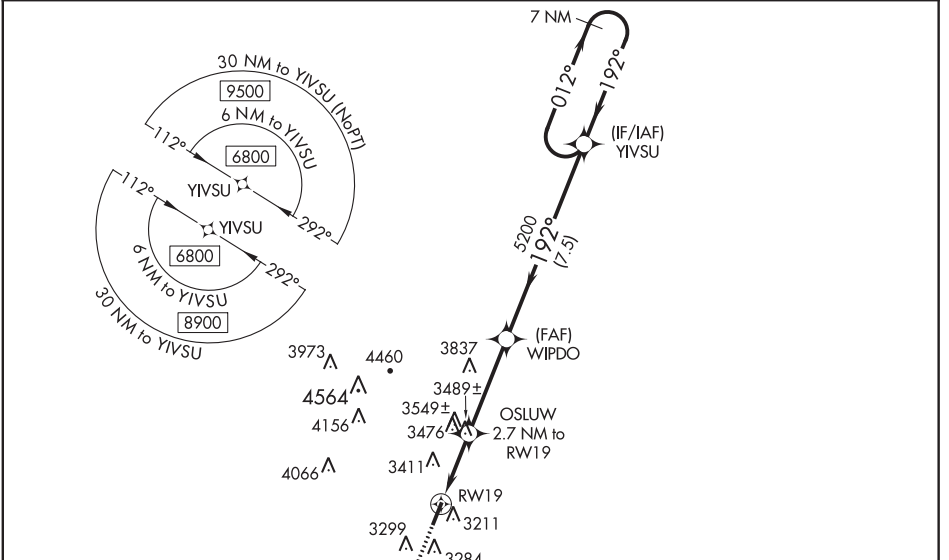 7 NM
30 NM to YIVSU (NoPT)
9500
6 NM to YIVSU
6800
112°
YIVSU
292°
012°
192°
(IF/IAF)
YIVSU
112°
YIVSU
6800
292°
6 NM to YIVSU
8900
30 NM to YIVSU
5200
192°
(7.5)
(FAF)
WIPDO
3973
4460
3837
4564
3489±
3549±
4156
3476
OSLUW
2.7 NM to
RW19
4066
3411
RW19
3211
3299
3284